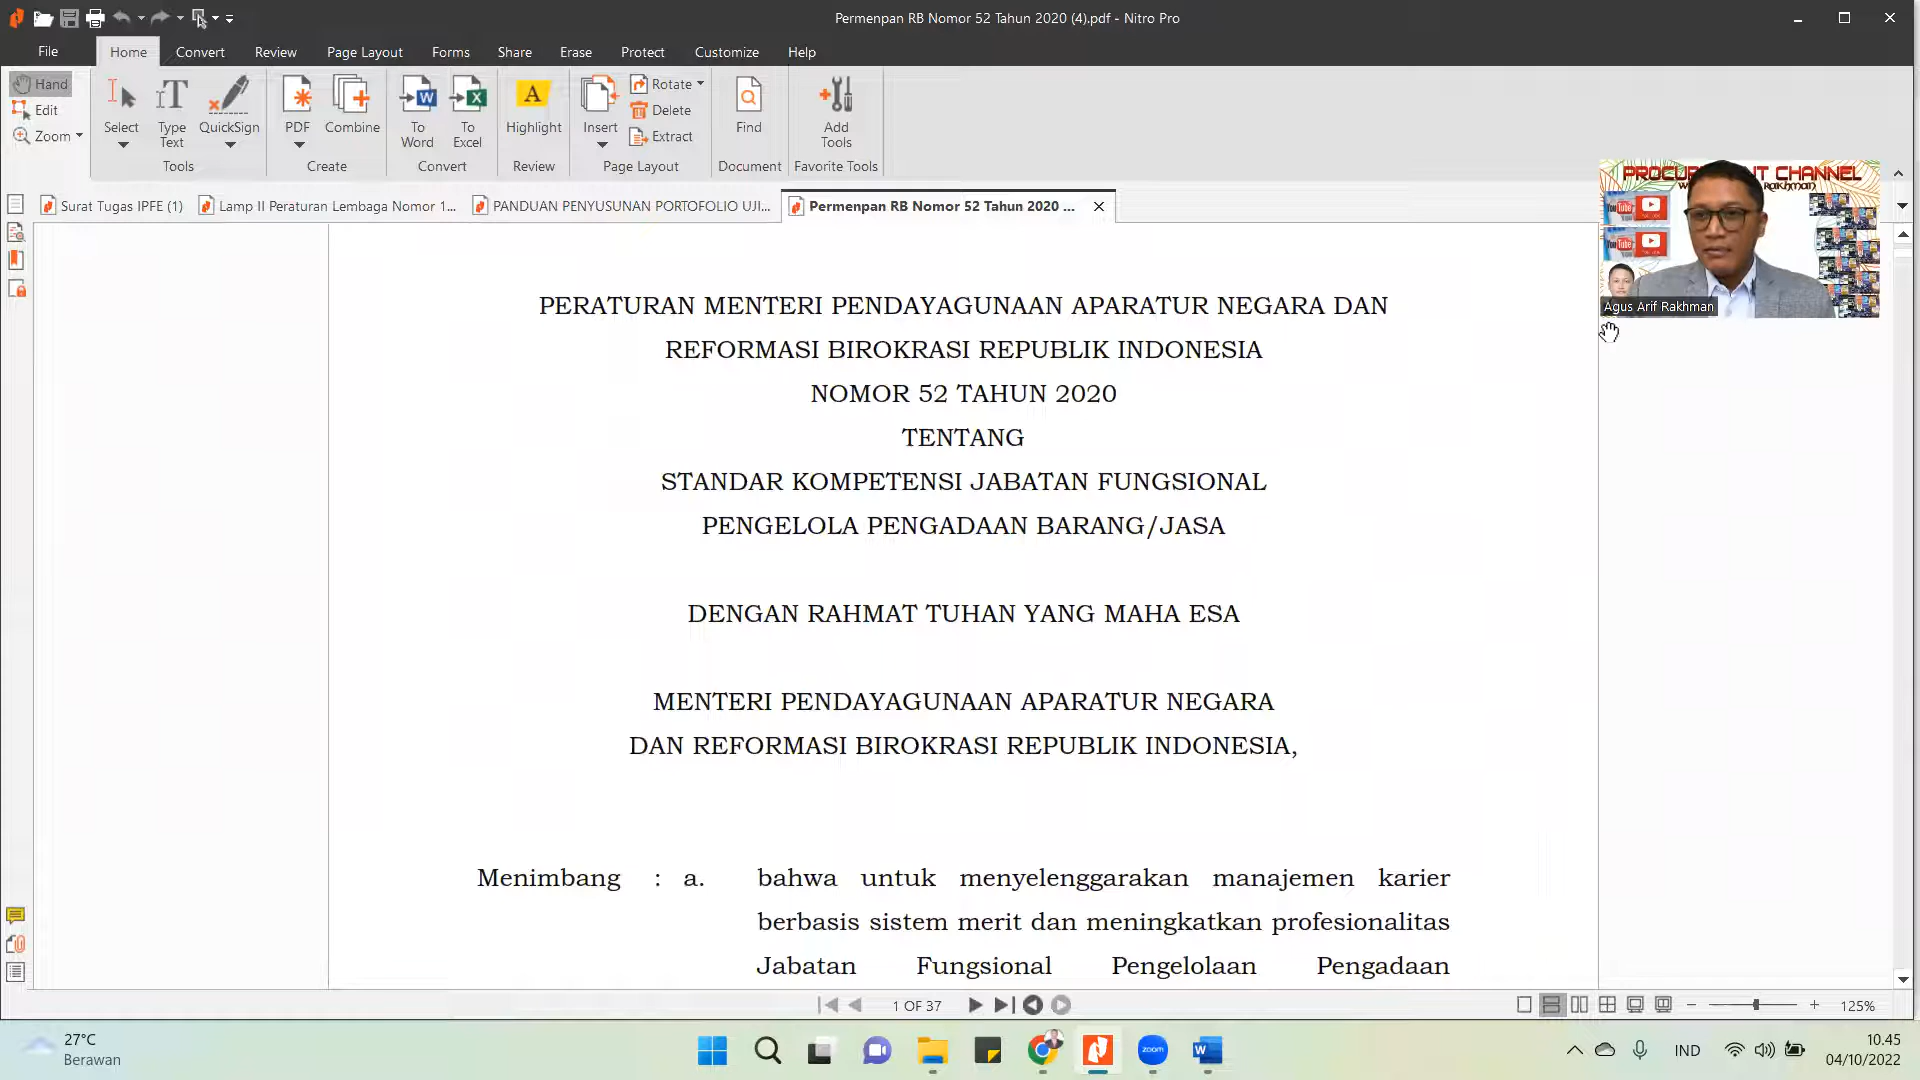 Permenpan RB Nomor 52 Tahun 2020 (4).pdf - Nitro Pro
File Home Convert Review Page Layout Forms Share Erase Protect Customize Help
Hand
Edit
Zoom
Select
Type Text
QuickSign
Tools
PDF
Combine
Create
To Word
To Excel
Convert
Highlight
Review
Insert
Rotate
Delete
Extract
Page Layout
Find
Document
Add Tools
Favorite Tools
Surat Tugas IPFE (1)
Lamp II Peraturan Lembaga Nomor 1...
PANDUAN PENYUSUNAN PORTOFOLIO UJI...
Permenpan RB Nomor 52 Tahun 2020 ...
Agus Arif Rakhman
PERATURAN MENTERI PENDAYAGUNAAN APARATUR NEGARA DAN
REFORMASI BIROKRASI REPUBLIK INDONESIA
NOMOR 52 TAHUN 2020
TENTANG
STANDAR KOMPETENSI JABATAN FUNGSIONAL
PENGELOLA PENGADAAN BARANG/JASA
DENGAN RAHMAT TUHAN YANG MAHA ESA
MENTERI PENDAYAGUNAAN APARATUR NEGARA
DAN REFORMASI BIROKRASI REPUBLIK INDONESIA,
Menimbang : a. bahwa untuk menyelenggarakan manajemen karier
berbasis sistem merit dan meningkatkan profesionalitas
Jabatan Fungsional Pengelolaan Pengadaan
1 OF 37
125%
27°C
Berawan
zoom
IND
10.45
04/10/2022